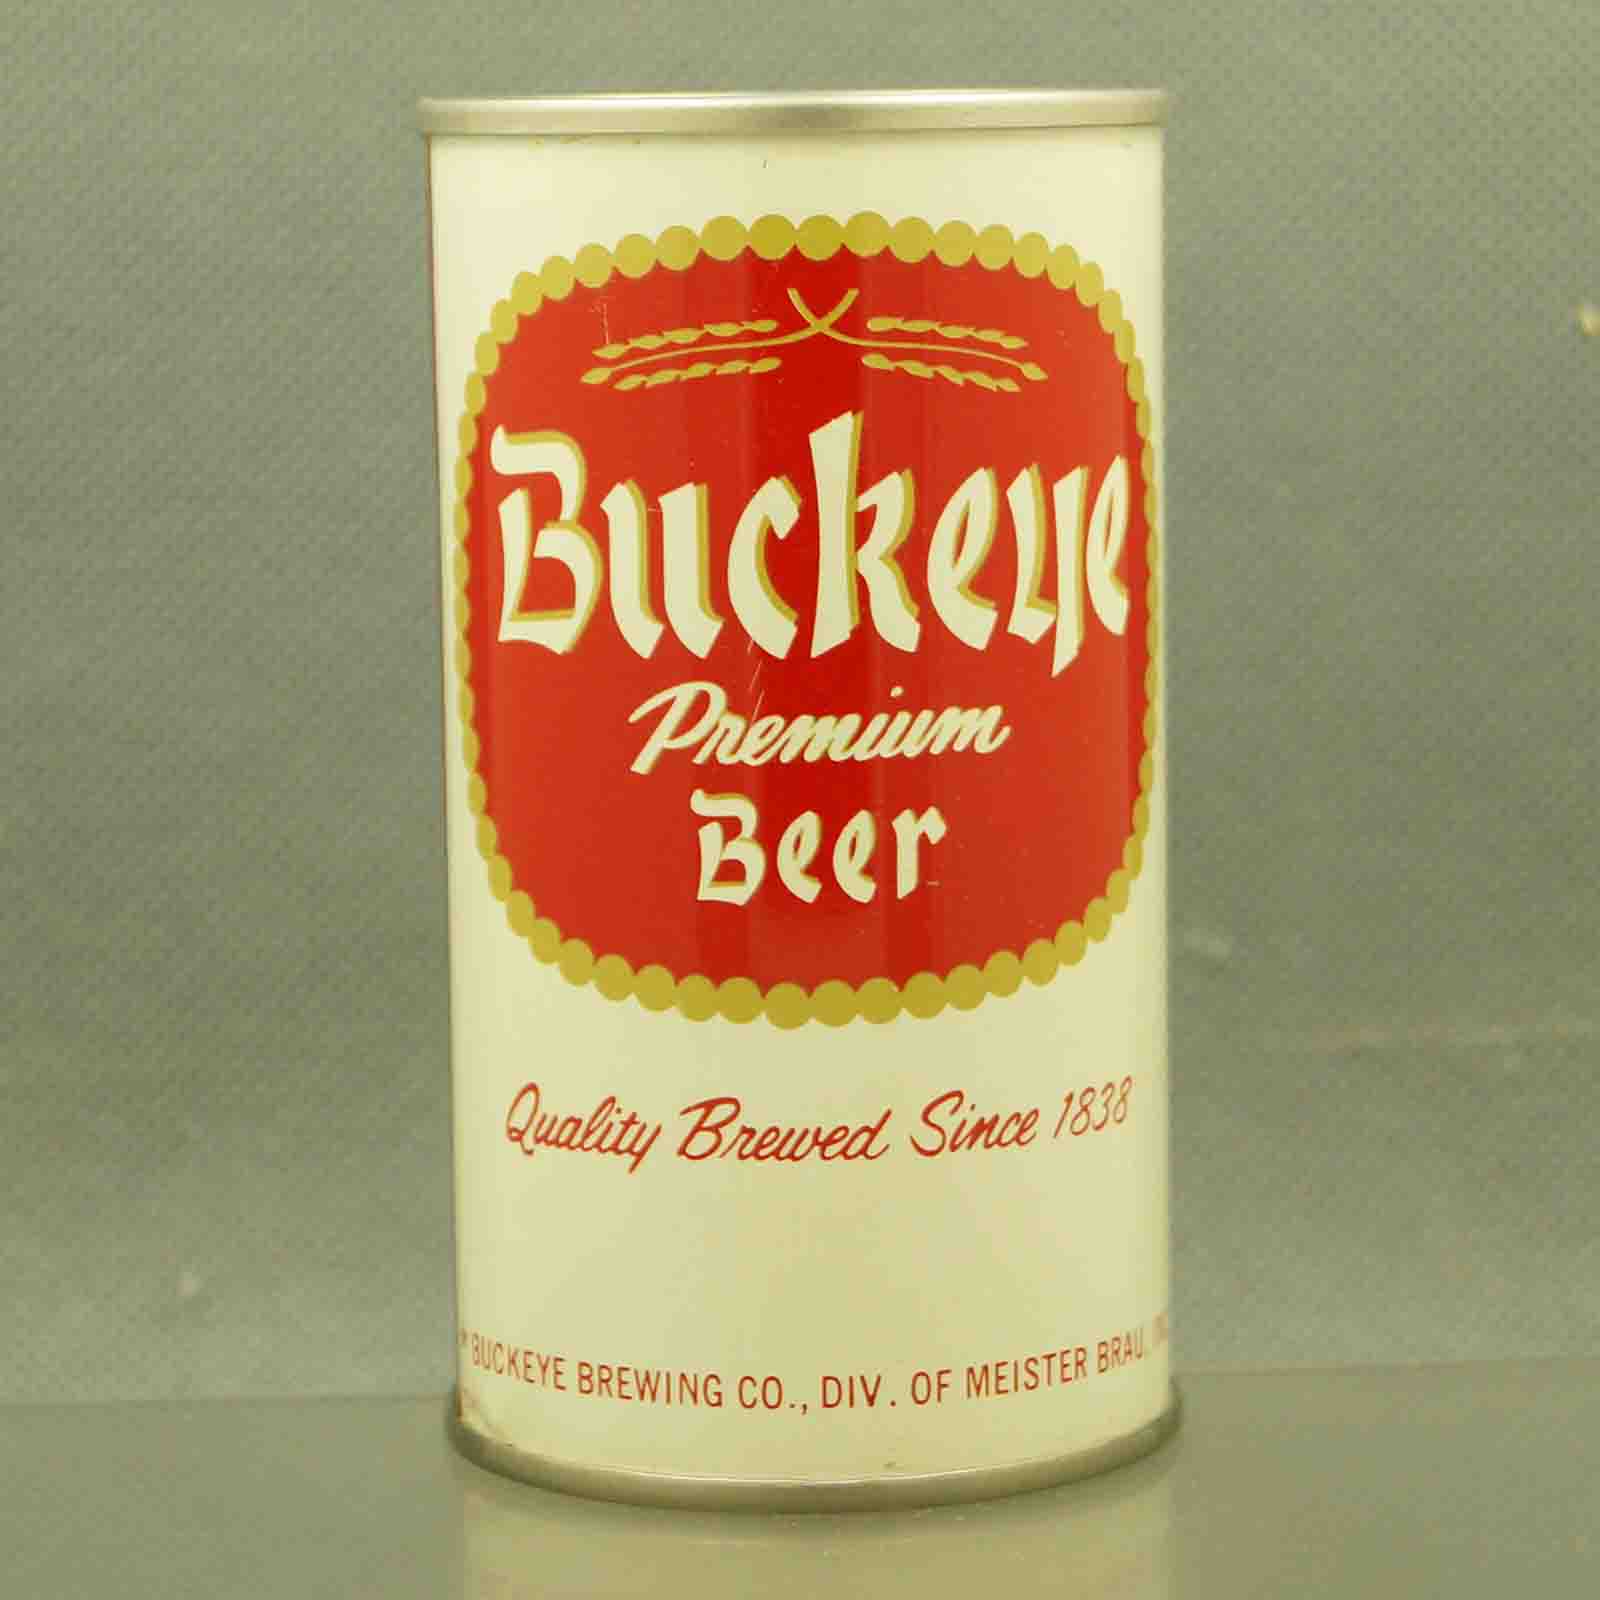 Buckeye
Premium
Beer
Quality Brewed Since 1838
BUCKEYE BREWING CO., DIV. OF MEISTER BRAU,